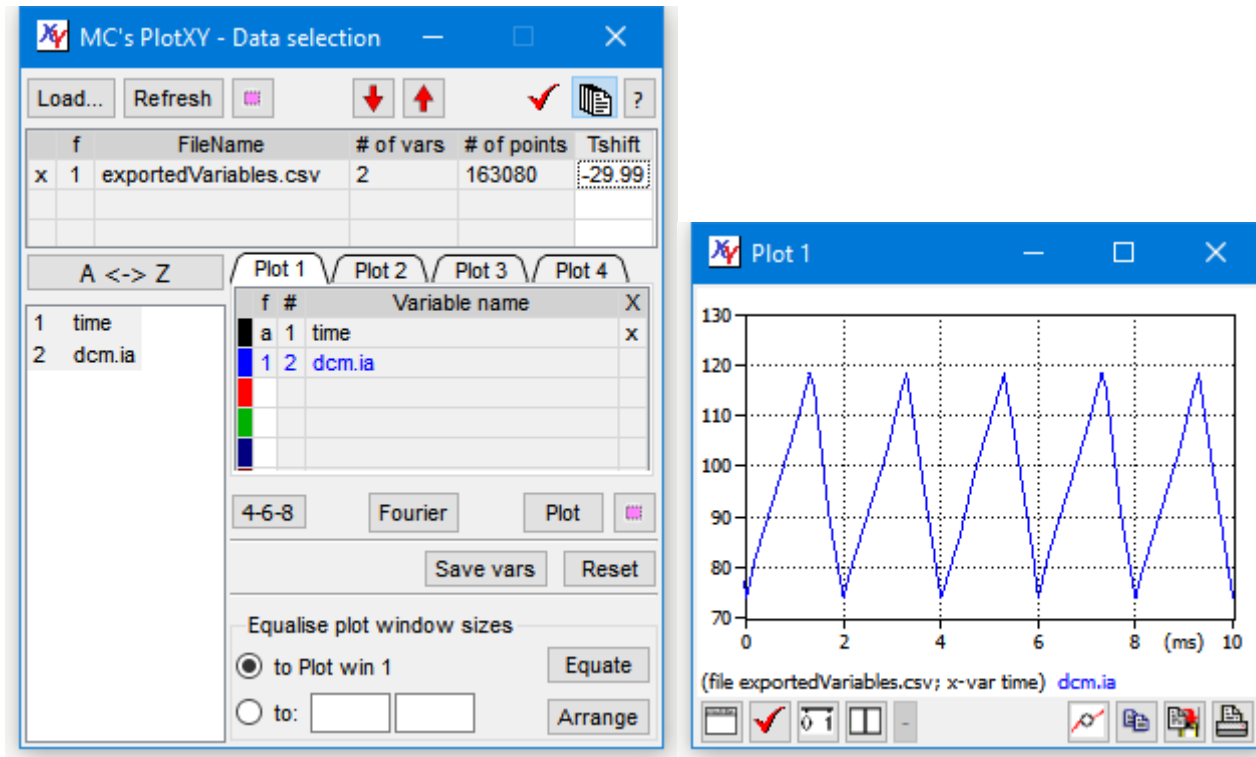 MC's PlotXY - Data selection
Load... Refresh ?
f FileName # of vars # of points Tshift
x 1 exportedVariables.csv 2 163080 -29.99
A <-> Z
Plot 1 Plot 2 Plot 3 Plot 4
f # Variable name X
1 time
2 dcm.ia
a 1 time x
1 2 dcm.ia
4-6-8 Fourier Plot
Save vars Reset
Equalise plot window sizes
to Plot win 1 Equate
to: Arrange
XY Plot 1
130
120
110
100
90
80
70
0 2 4 6 8 (ms) 10
(file exportedVariables.csv; x-var time) dcm.ia
0 1
-